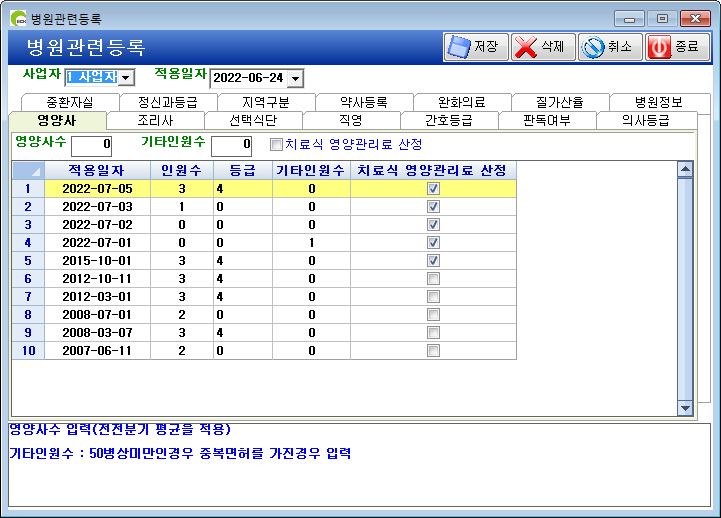 BCK 병원관련등록
병원관련등록 저장 삭제 취소 종료
사업자 1 사업자 적용일자 2022-06-24
중환자실 정신과등급 지역구분 약사등록 완화의료 질가산율 병원정보
영양사 조리사 선택식단 직영 간호등급 판독여부 의사등급
영양사수 0 기타인원수 0 치료식 영양관리료 산정
적용일자 인원수 등급 기타인원수 치료식 영양관리료 산정
1 2022-07-05 3 4 0
2 2022-07-03 1 0 0
3 2022-07-02 0 0 0
4 2022-07-01 0 0 1
5 2015-10-01 3 4 0
6 2012-10-11 3 4 0
7 2012-03-01 3 4 0
8 2008-07-01 2 0 0
9 2008-03-07 3 4 0
10 2007-06-11 2 0 0
영양사수 입력(전전분기 평균을 적용)
기타인원수 : 50병상미만인경우 중복면허를 가진경우 입력